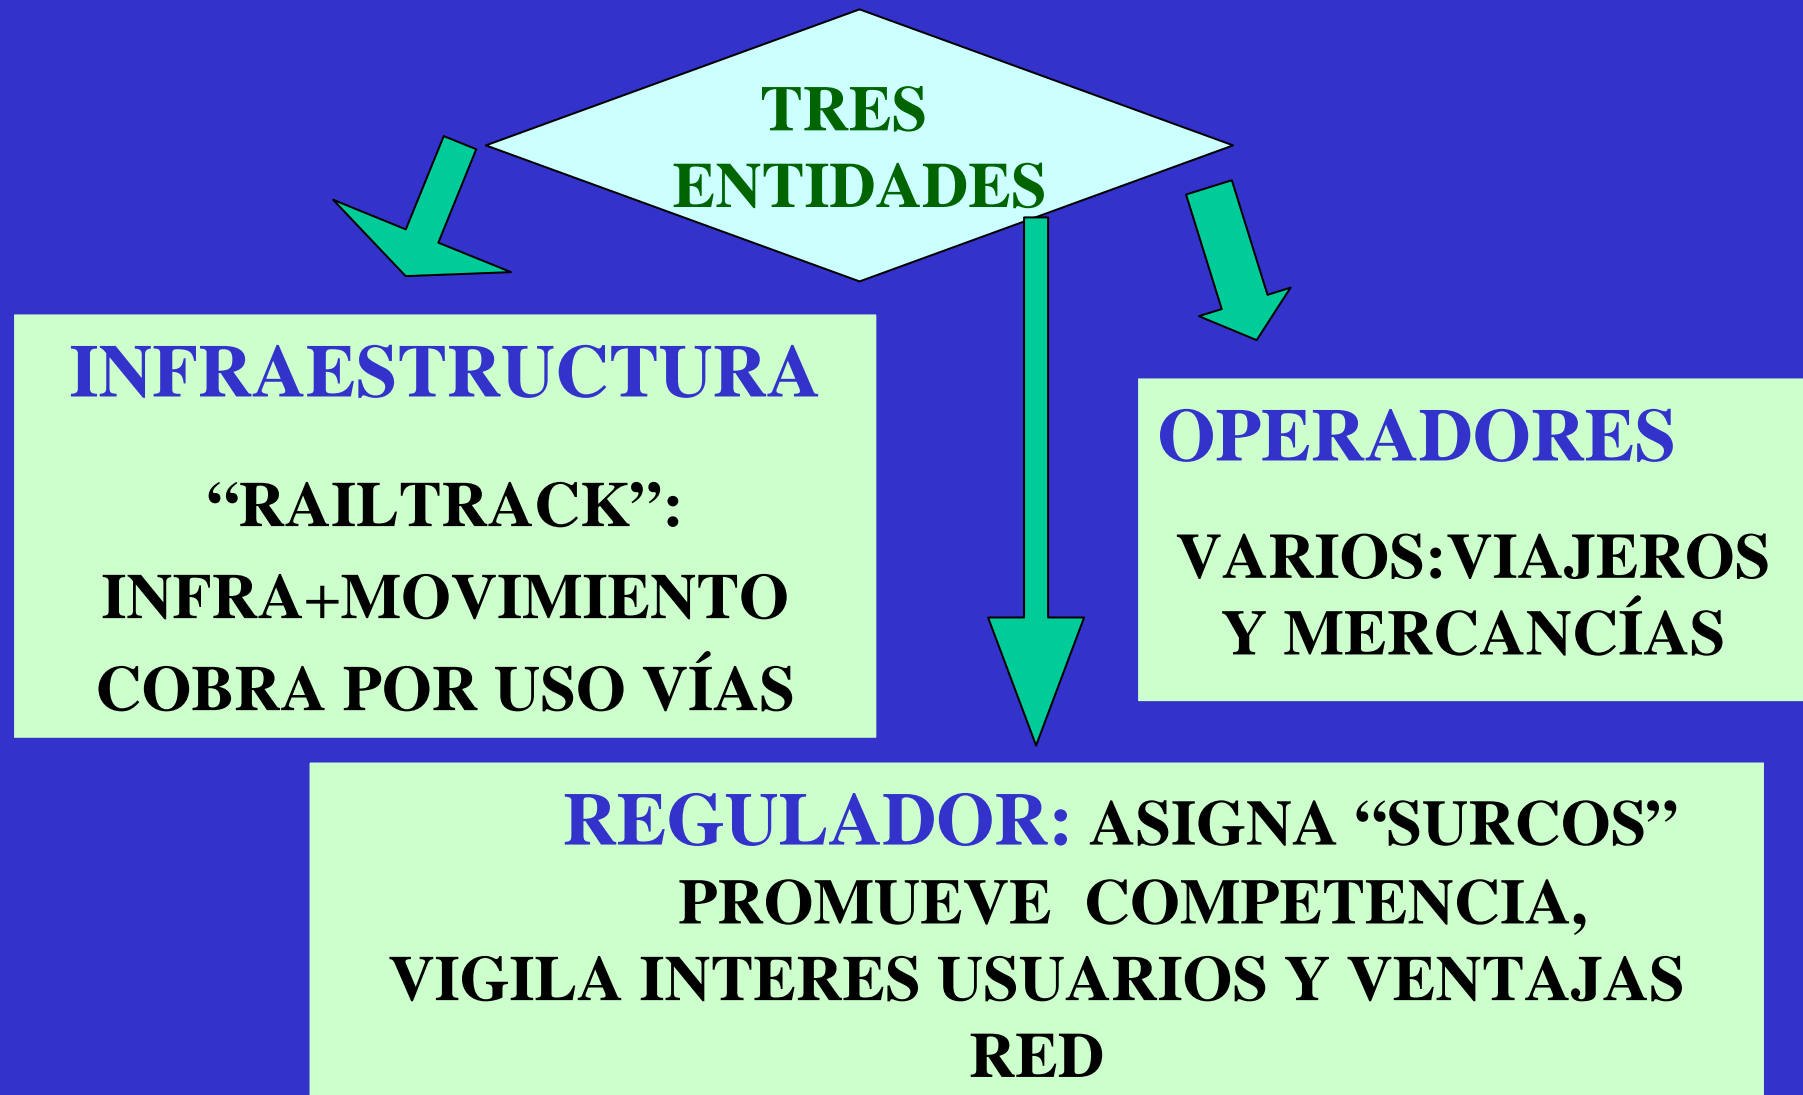 TRES
ENTIDADES
INFRAESTRUCTURA
“RAILTRACK”:
INFRA+MOVIMIENTO
COBRA POR USO VÍAS
OPERADORES
VARIOS:VIAJEROS
Y MERCANCÍAS
REGULADOR: ASIGNA “SURCOS”
PROMUEVE COMPETENCIA,
VIGILA INTERES USUARIOS Y VENTAJAS
RED